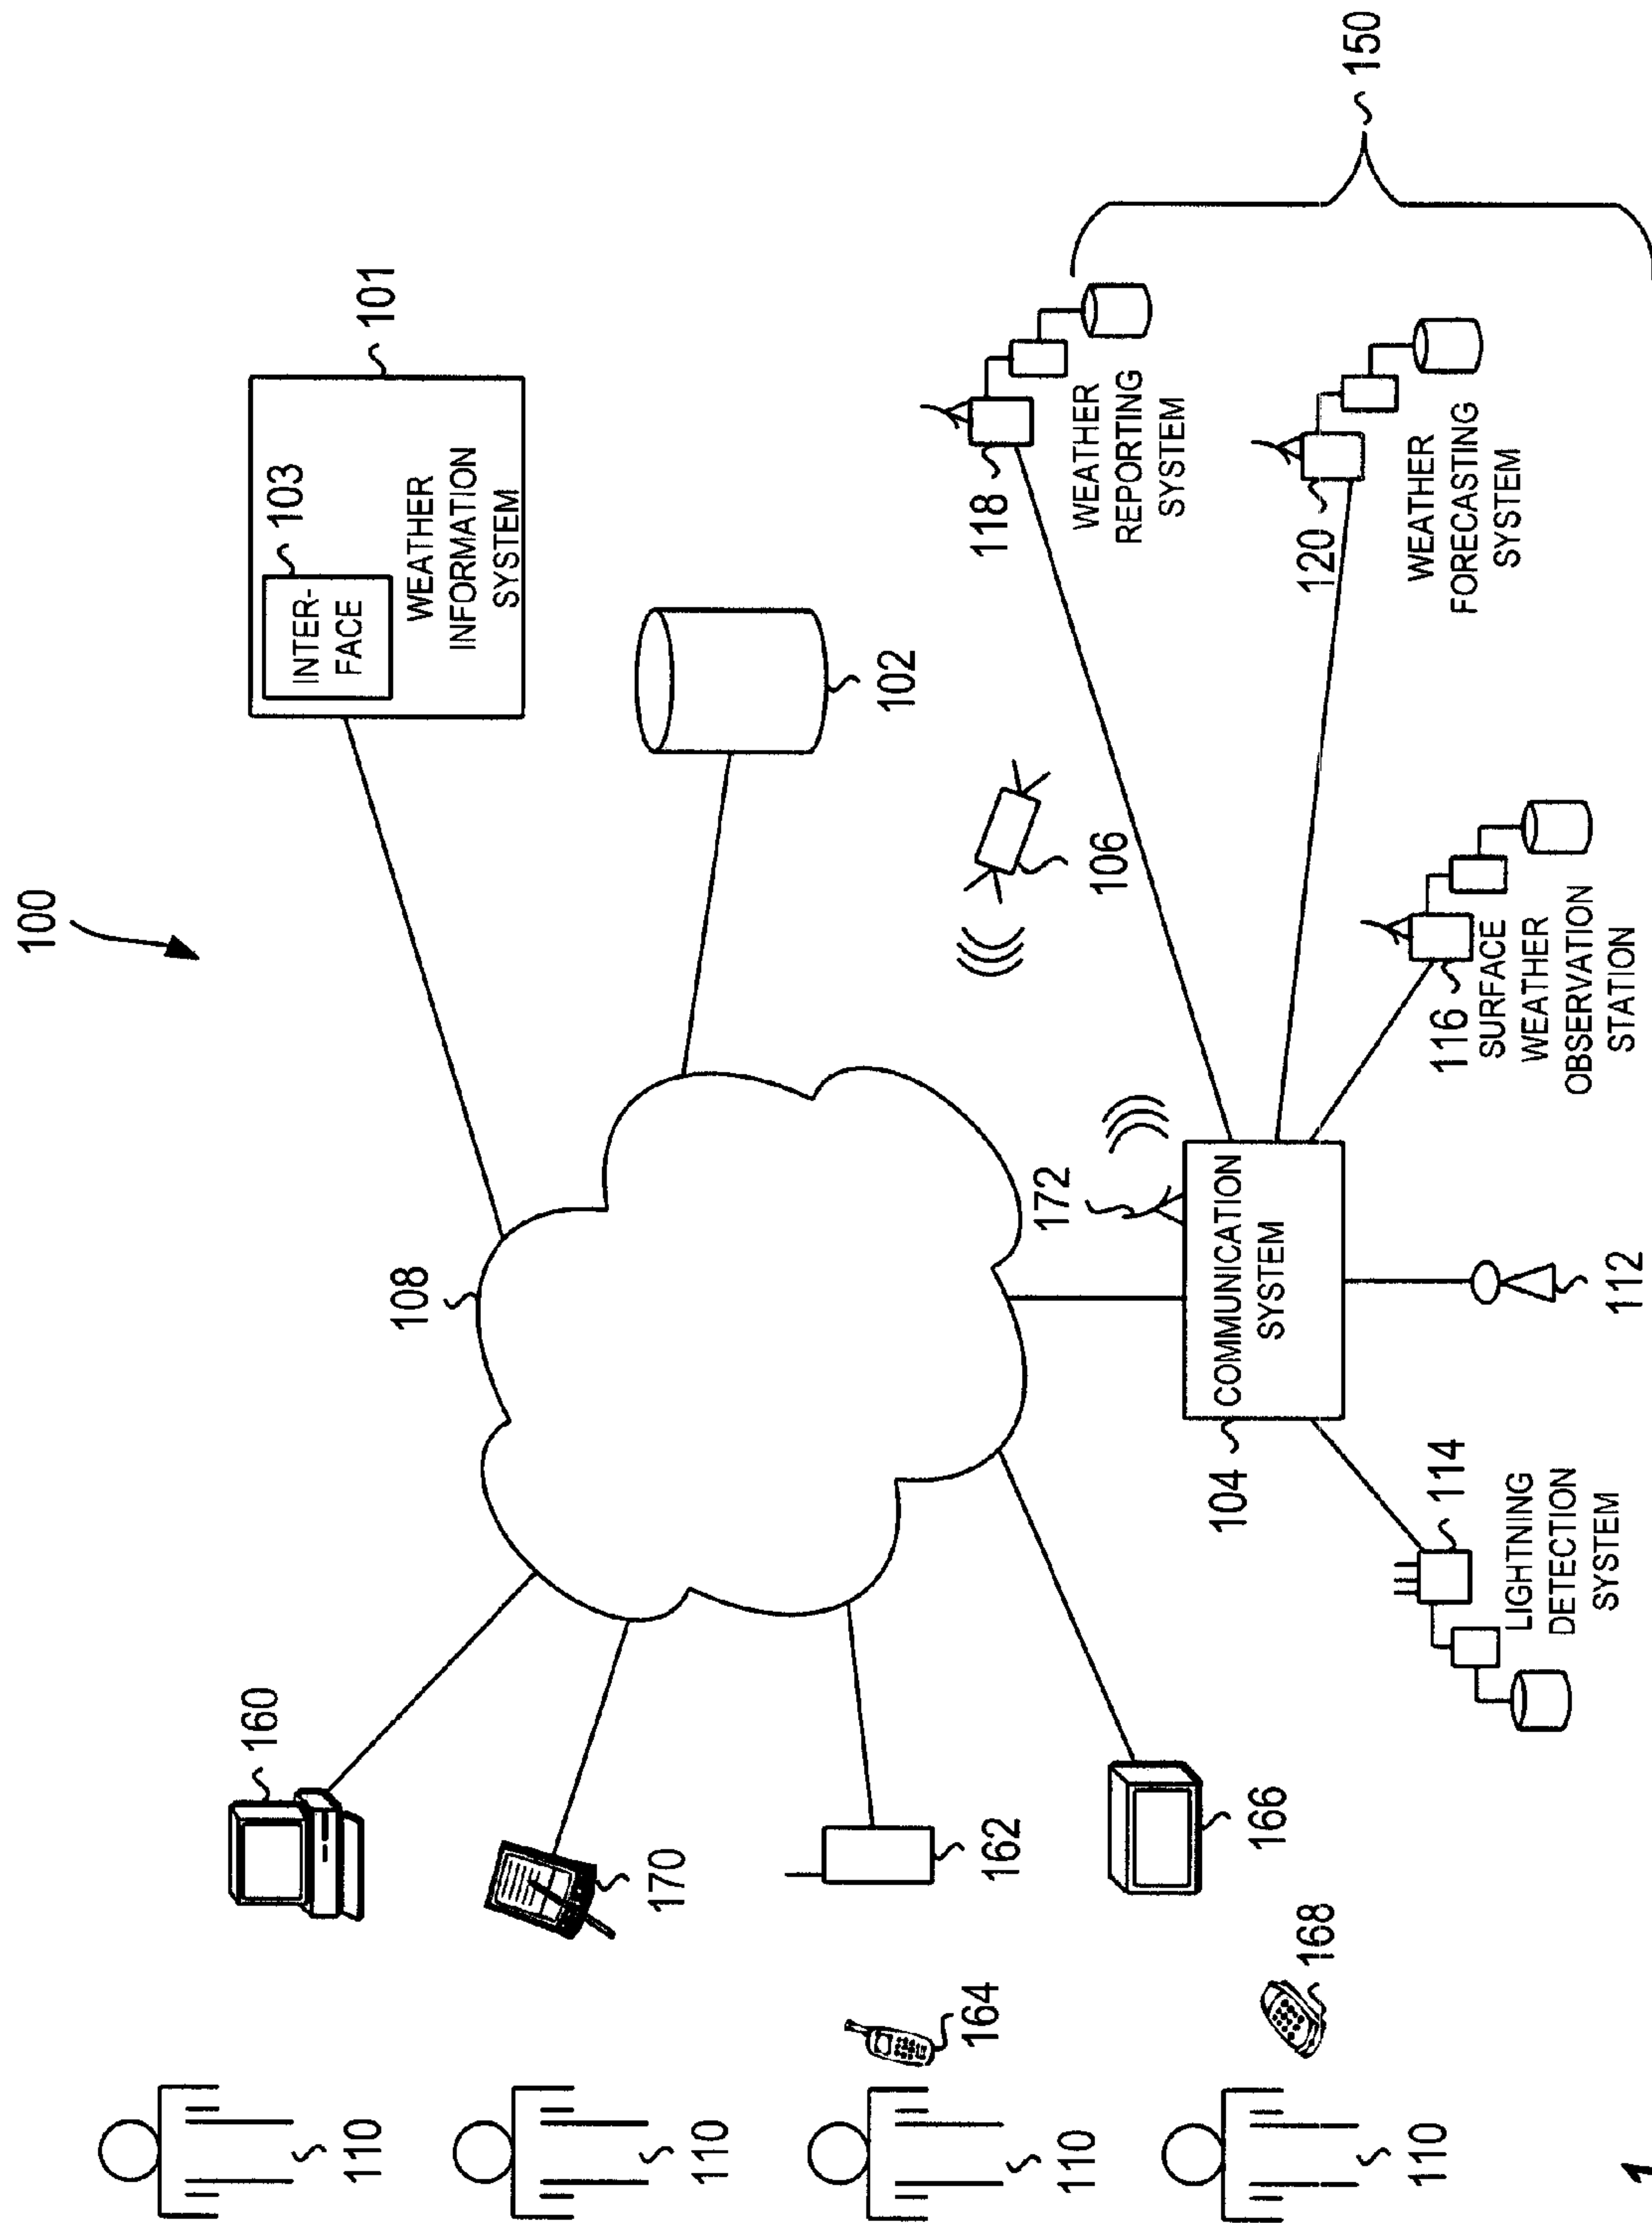 100
101
103
INTER-
FACE
WEATHER
INFORMATION
SYSTEM
108
102
160
170
162
166
110
110
164
110
168
110
106
172
104
COMMUNICATION
SYSTEM
118
WEATHER
REPORTING
SYSTEM
120
WEATHER
FORECASTING
SYSTEM
150
114
LIGHTNING
DETECTION
SYSTEM
112
116
SURFACE
WEATHER
OBSERVATION
STATION
1